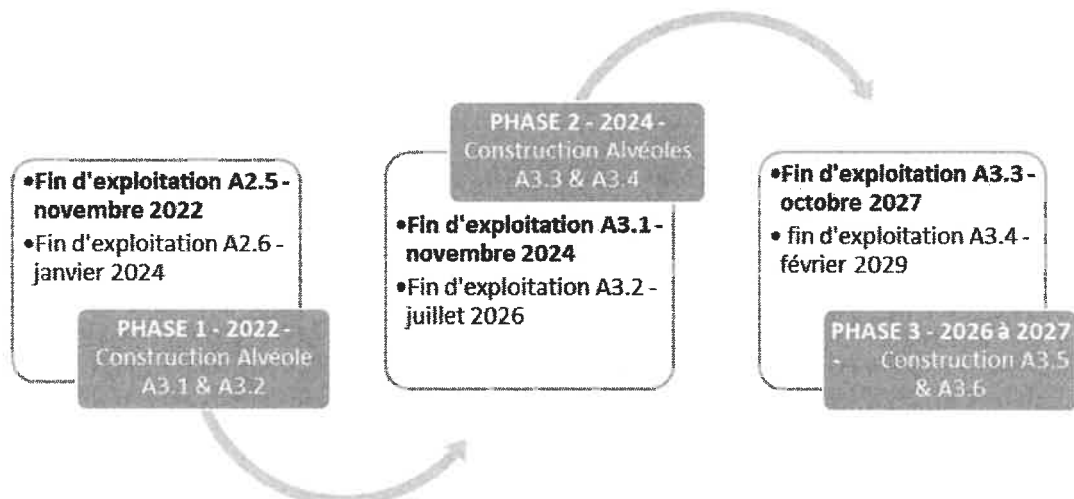 •Fin d'exploitation A2.5 -
novembre 2022
•Fin d'exploitation A2.6 -
janvier 2024
PHASE 1 - 2022 -
Construction Alvéole
A3.1 & A3.2
PHASE 2 - 2024 -
Construction Alvéoles
A3.3 & A3.4
•Fin d'exploitation A3.1 -
novembre 2024
•Fin d'exploitation A3.2 -
juillet 2026
•Fin d'exploitation A3.3 -
octobre 2027
• fin d'exploitation A3.4 -
février 2029
PHASE 3 - 2026 à 2027
- Construction A3.5
& A3.6